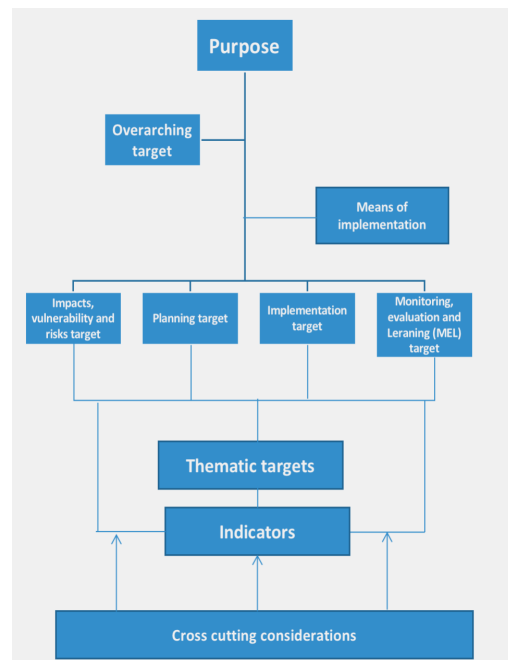 Purpose
Overarching
target
Means of
implementation
Impacts,
vulnerability and
risks target
Planning target
Implementation
target
Monitoring,
evaluation and
Leraning (MEL)
target
Thematic targets
Indicators
Cross cutting considerations